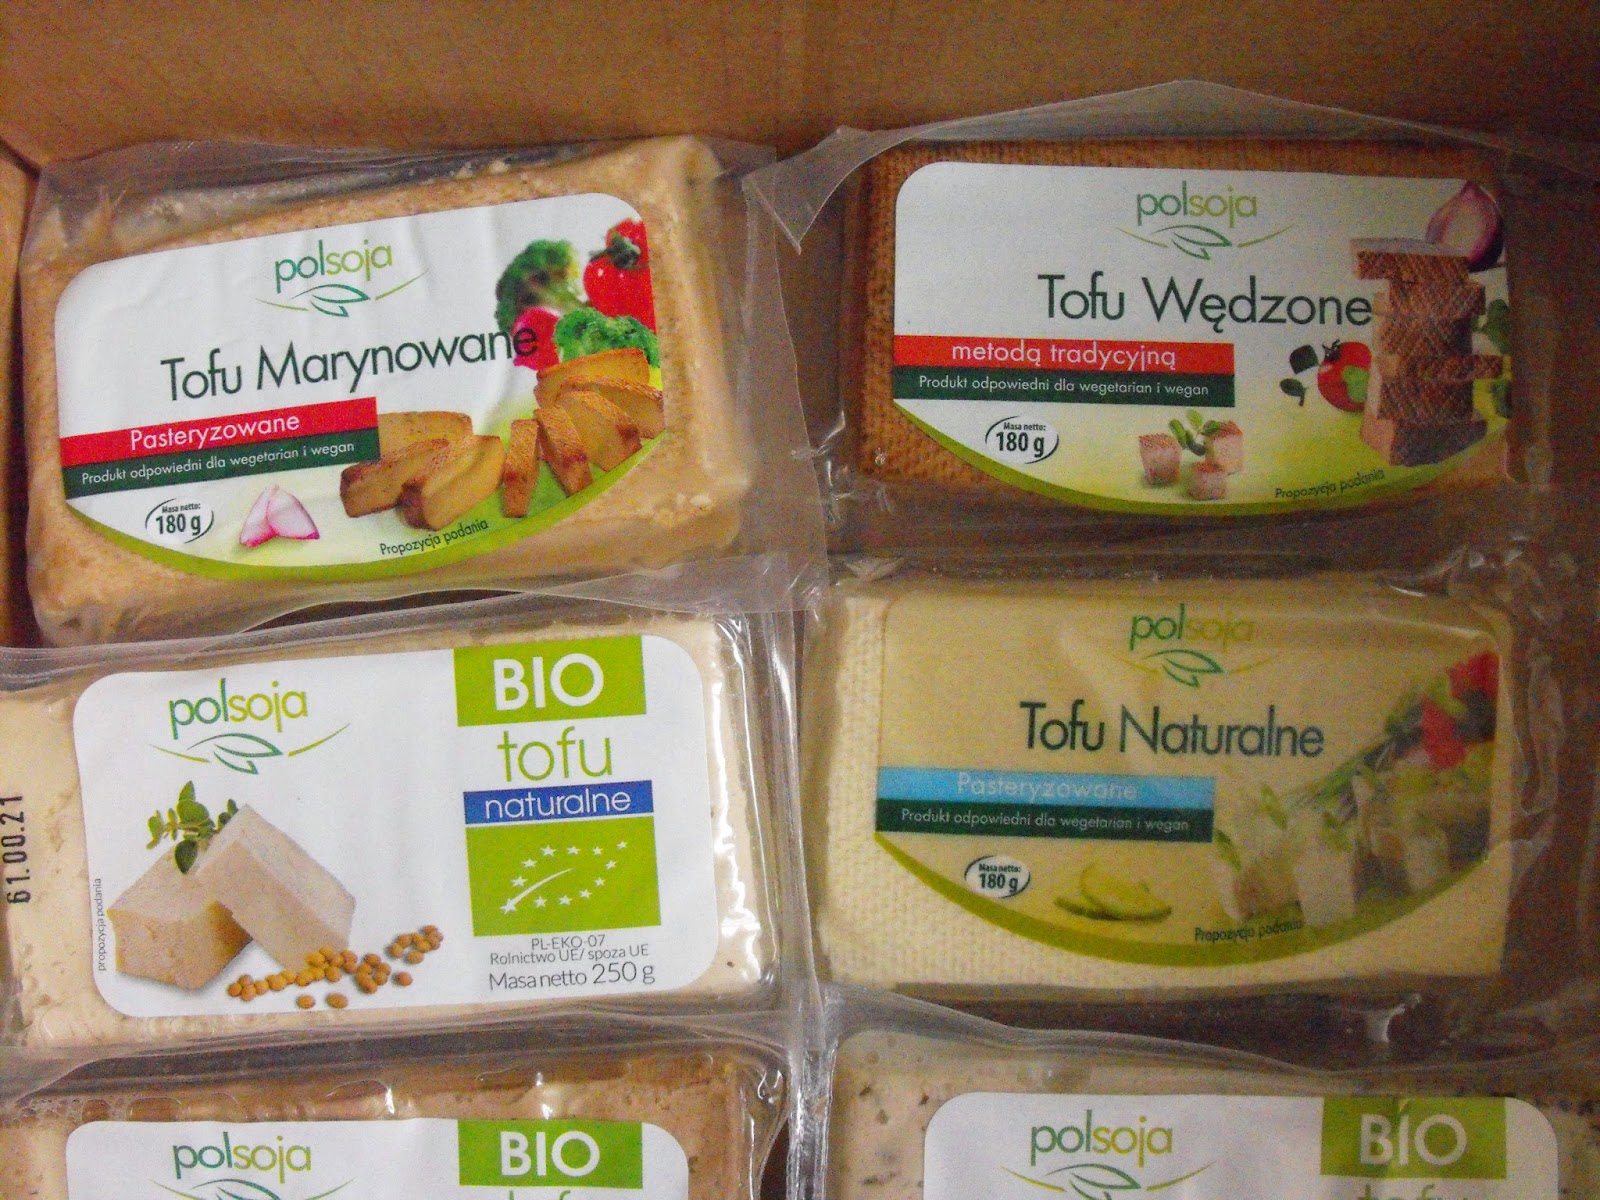 polsoja
Tofu Marynowane
Pasteryzowane
Produkt odpowiedni dla wegetarian i wegan
Masa netto:
180 g
Propozycja podania
polsoja
Tofu Wędzone
metodą tradycyjną
Produkt odpowiedni dla wegetarian i wegan
Masa netto:
180 g
Propozycja podania
polsoja
BIO
tofu
naturalne
PL-EKO-07
Rolnictwo UE/ spoza UE
Masa netto 250 g
propozycja podania
61.00.21
polsoja
Tofu Naturalne
Pasteryzowane
Produkt odpowiedni dla wegetarian i wegan
Masa netto:
180 g
Propozycja podania
polsoja
BIO
polsoja
BIO